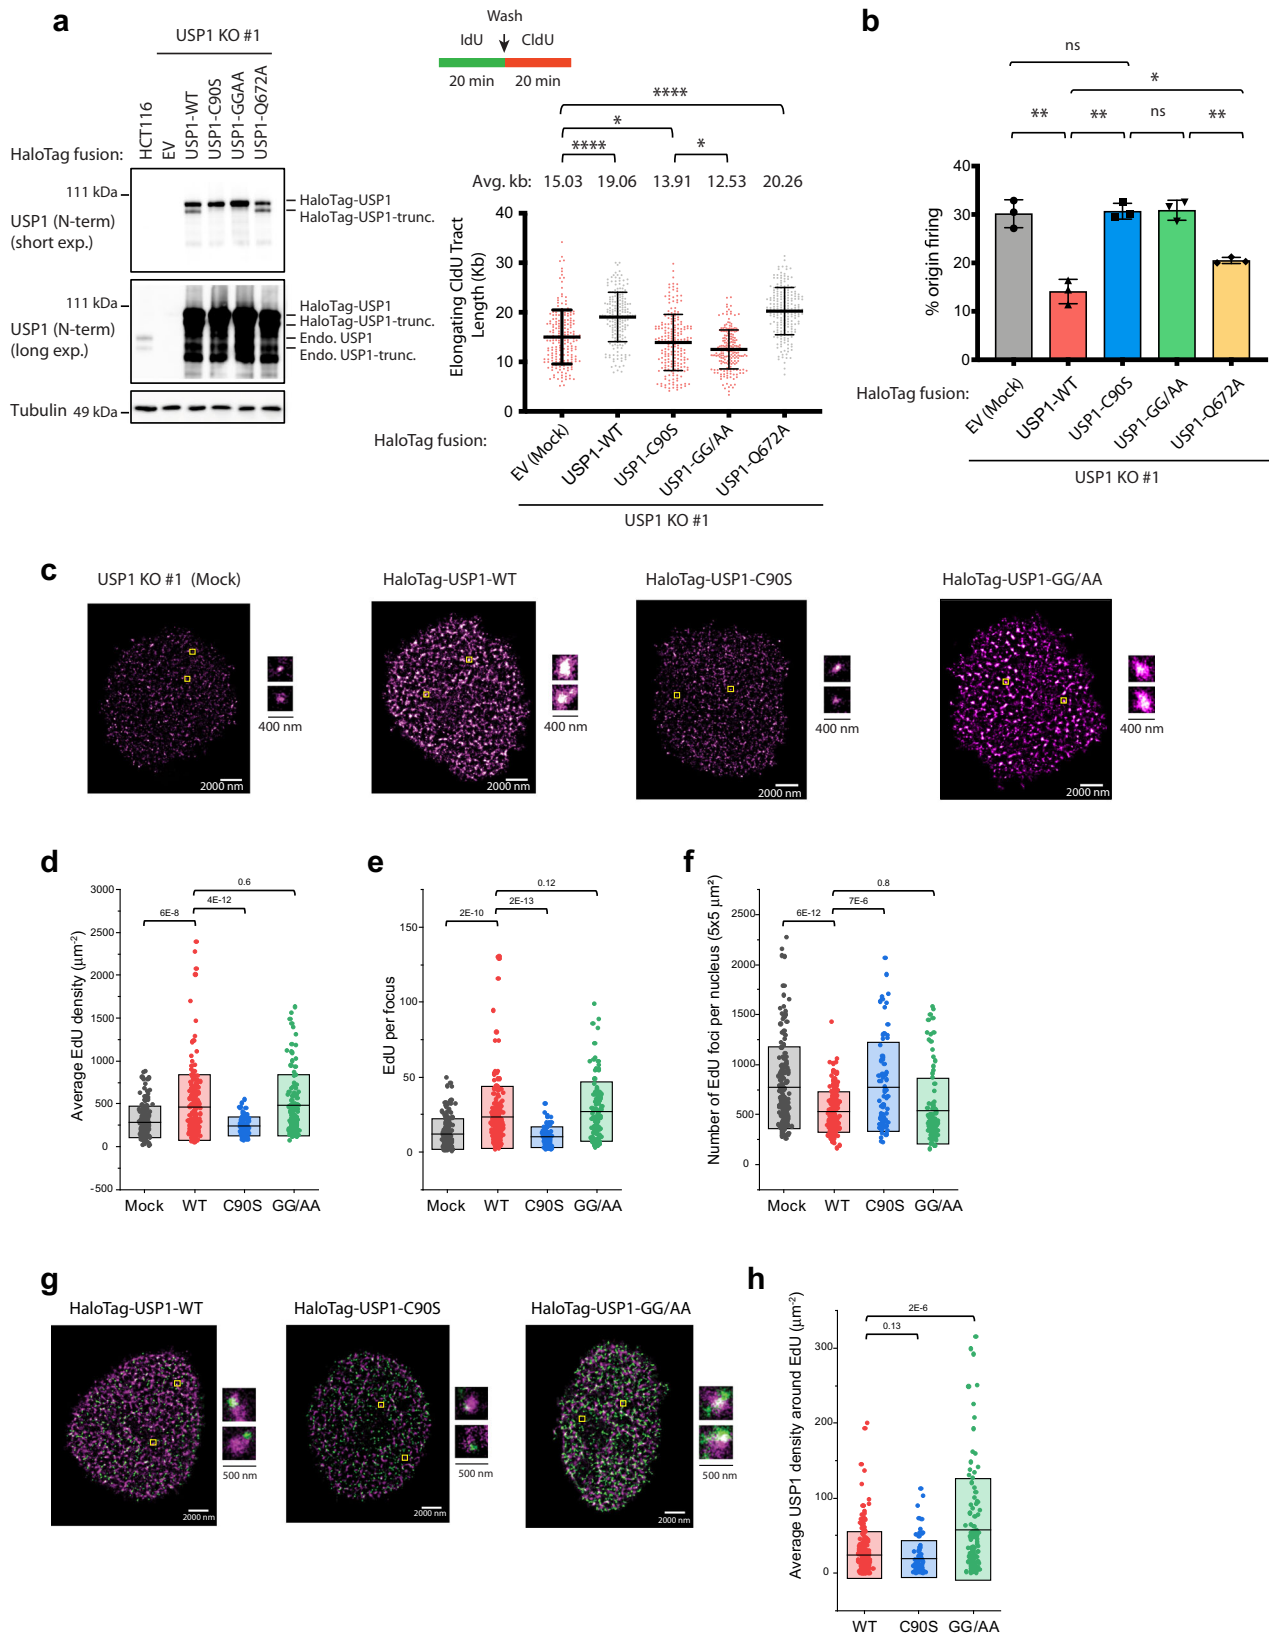 a
USP1 KO #1
HCT116
EV
USP1-WT
USP1-C90S
USP1-GGAA
USP1-Q672A
HaloTag fusion:
111 kDa
USP1 (N-term)
(short exp.)
HaloTag-USP1
HaloTag-USP1-trunc.
111 kDa
USP1 (N-term)
(long exp.)
HaloTag-USP1
HaloTag-USP1-trunc.
Endo. USP1
Endo. USP1-trunc.
Tubulin 49 kDa
Wash
IdU CldU
20 min 20 min
****
*
**** *
Avg. kb: 15.03 19.06 13.91 12.53 20.26
Elongating CldU Tract
Length (Kb)
40
30
20
10
0
HaloTag fusion:
EV (Mock)
USP1-WT
USP1-C90S
USP1-GG/AA
USP1-Q672A
USP1 KO #1
b
ns
*
** ** ns **
% origin firing
40
30
20
10
0
HaloTag fusion:
EV (Mock)
USP1-WT
USP1-C90S
USP1-GG/AA
USP1-Q672A
USP1 KO #1
c
USP1 KO #1 (Mock)
HaloTag-USP1-WT
HaloTag-USP1-C90S
HaloTag-USP1-GG/AA
400 nm
400 nm
400 nm
400 nm
2000 nm
2000 nm
2000 nm
2000 nm
d
Average EdU density (µm⁻²)
3000
2500
2000
1500
1000
500
0
-500
0.6
4E-12
6E-8
Mock WT C90S GG/AA
e
EdU per focus
150
100
50
0
0.12
2E-13
2E-10
Mock WT C90S GG/AA
f
Number of EdU foci per nucleus (5x5 µm²)
2500
2000
1500
1000
500
0
0.8
7E-6
6E-12
Mock WT C90S GG/AA
g
HaloTag-USP1-WT
HaloTag-USP1-C90S
HaloTag-USP1-GG/AA
500 nm
500 nm
500 nm
2000 nm
2000 nm
2000 nm
h
Average USP1 density around EdU (µm⁻²)
300
200
100
0
2E-6
0.13
WT C90S GG/AA